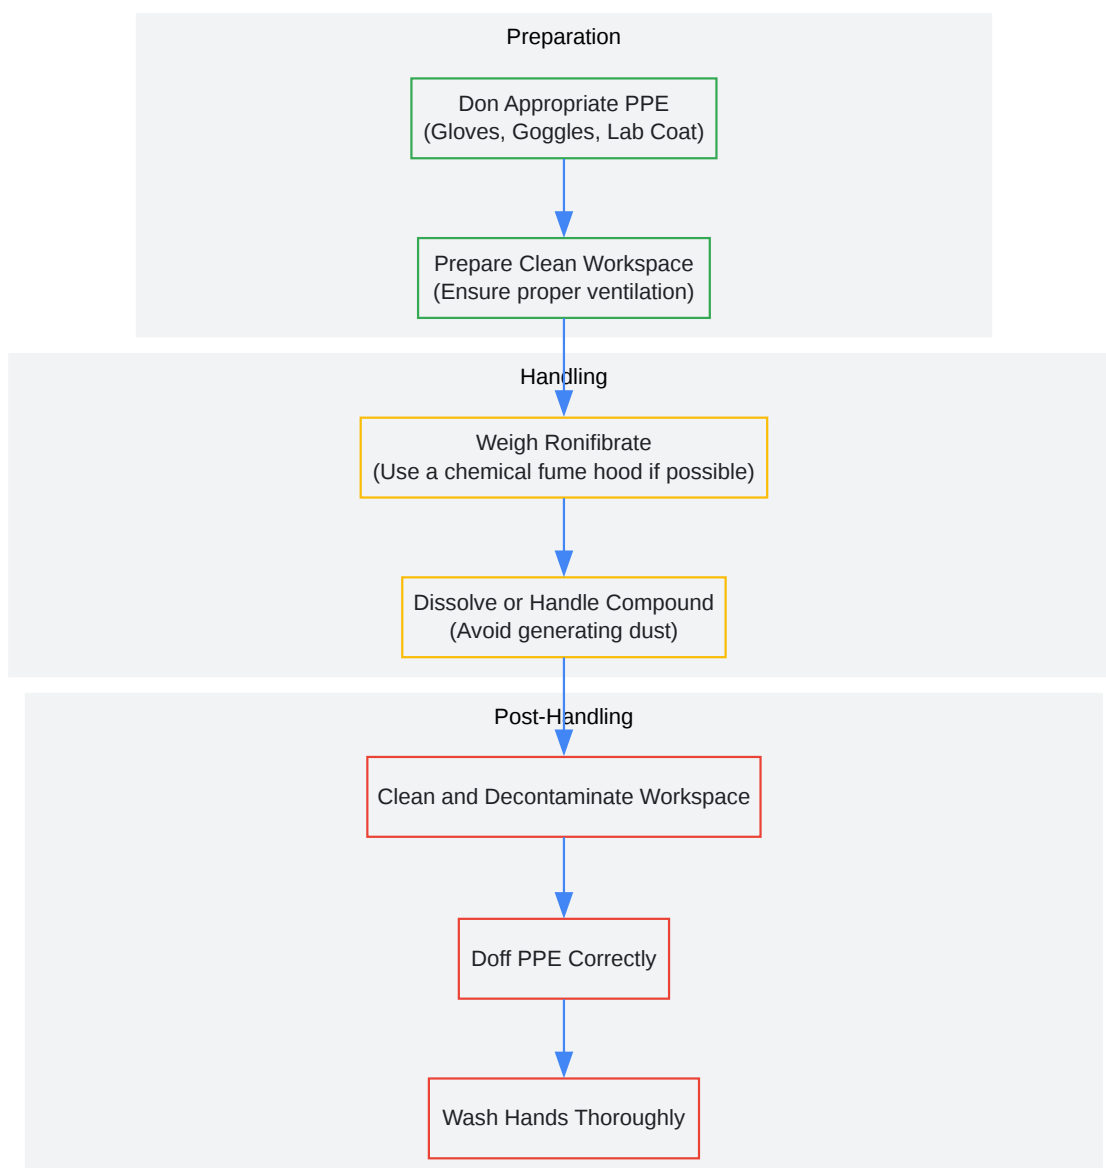 Preparation
Don Appropriate PPE
(Gloves, Goggles, Lab Coat)
Prepare Clean Workspace
(Ensure proper ventilation)
Handling
Weigh Ronifibrate
(Use a chemical fume hood if possible)
Dissolve or Handle Compound
(Avoid generating dust)
Post-Handling
Clean and Decontaminate Workspace
Doff PPE Correctly
Wash Hands Thoroughly